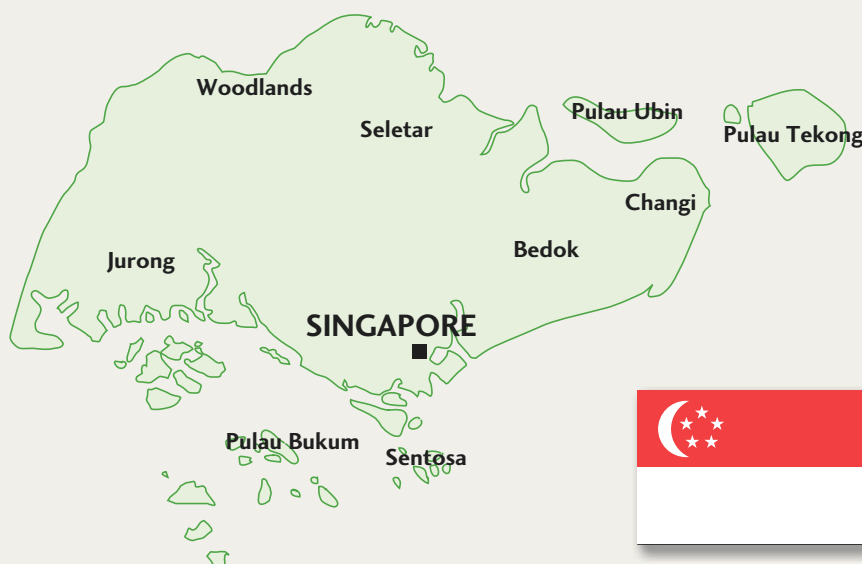 Woodlands
Pulau Ubin
Seletar
Pulau Tekong
Changi
Bedok
Jurong
SINGAPORE
Pulau Bukum
Sentosa